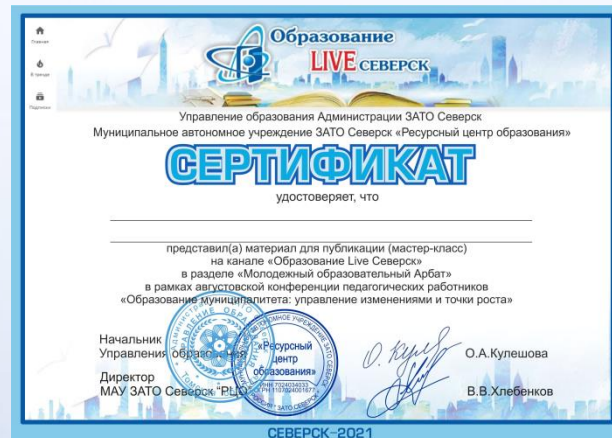 Главная
В тренде
Подписки
Образование
LIVE СЕВЕРСК
Управление образования Администрации ЗАТО Северск
Муниципальное автономное учреждение ЗАТО Северск «Ресурсный центр образования»
СЕРТИФИКАТ
удостоверяет, что
представил(а) материал для публикации (мастер-класс)
на канале «Образование Live Северск»
в разделе «Молодежный образовательный Арбат»
в рамках августовской конференции педагогических работников
«Образование муниципалитета: управление изменениями и точки роста»
Начальник
Управления образования
О.А.Кулешова
«Ресурсный
центр
образования»
Директор
МАУ ЗАТО Северск "РЦО"
В.В.Хлебенков
СЕВЕРСК-2021